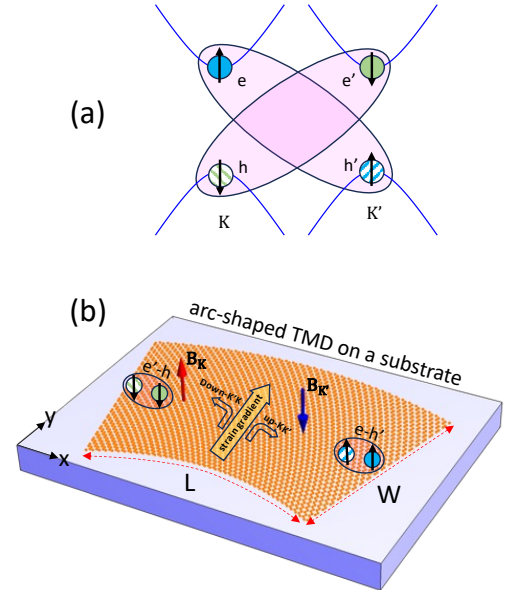 (a)
e
e′
h
h′
K
K′
(b)
arc-shaped TMD on a substrate
B_K
e′-h
Down-K′K
strain gradient
up-KK′
B_K′
e-h′
y
x
L
W